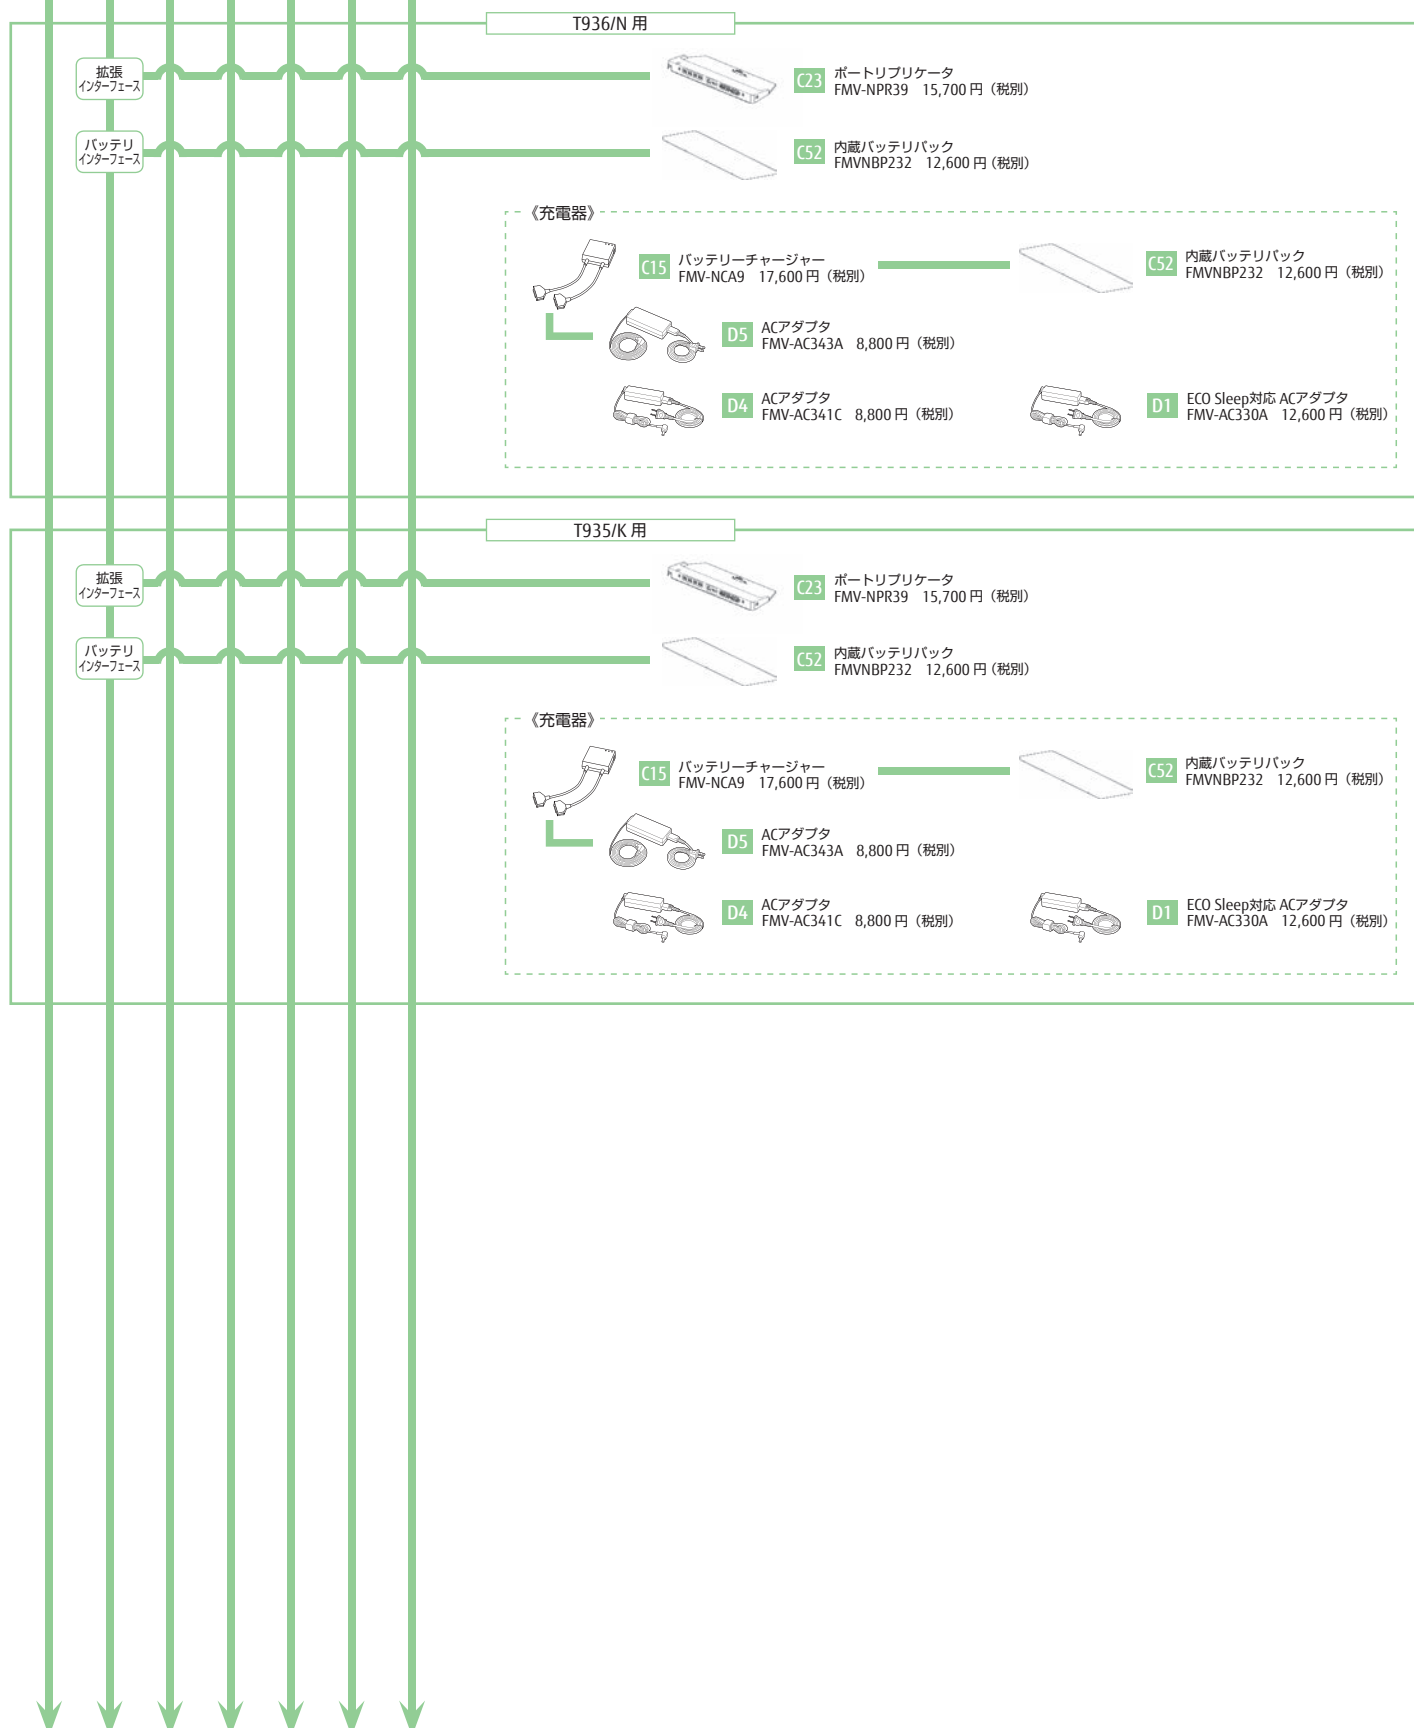 T936/N 用
拡張
インターフェース
C23
ポートリプリケータ
FMV-NPR39 15,700 円（税別）
バッテリ
インターフェース
C52
内蔵バッテリパック
FMVNBP232 12,600 円（税別）
《充電器》
C15
バッテリーチャージャー
FMV-NCA9 17,600 円（税別）
C52
内蔵バッテリパック
FMVNBP232 12,600 円（税別）
D5
ACアダプタ
FMV-AC343A 8,800 円（税別）
D4
ACアダプタ
FMV-AC341C 8,800 円（税別）
D1
ECO Sleep対応 ACアダプタ
FMV-AC330A 12,600 円（税別）
T935/K 用
拡張
インターフェース
C23
ポートリプリケータ
FMV-NPR39 15,700 円（税別）
バッテリ
インターフェース
C52
内蔵バッテリパック
FMVNBP232 12,600 円（税別）
《充電器》
C15
バッテリーチャージャー
FMV-NCA9 17,600 円（税別）
C52
内蔵バッテリパック
FMVNBP232 12,600 円（税別）
D5
ACアダプタ
FMV-AC343A 8,800 円（税別）
D4
ACアダプタ
FMV-AC341C 8,800 円（税別）
D1
ECO Sleep対応 ACアダプタ
FMV-AC330A 12,600 円（税別）